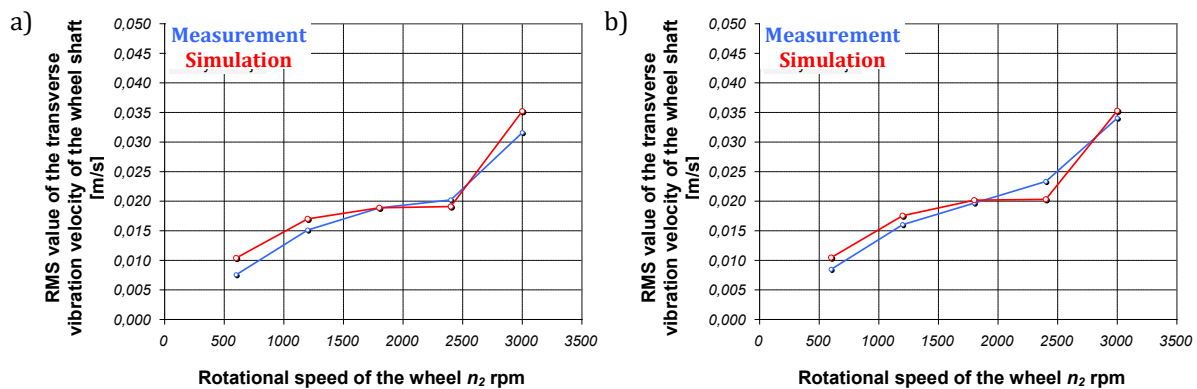 a)
RMS value of the transverse
vibration velocity of the wheel shaft
[m/s]
0,050
0,045
0,040
0,035
0,030
0,025
0,020
0,015
0,010
0,005
0,000
Measurement
Simulation
0 500 1000 1500 2000 2500 3000 3500
Rotational speed of the wheel n₂ rpm
b)
RMS value of the transverse
vibration velocity of the wheel shaft
[m/s]
0,050
0,045
0,040
0,035
0,030
0,025
0,020
0,015
0,010
0,005
0,000
Measurement
Simulation
0 500 1000 1500 2000 2500 3000 3500
Rotational speed of the wheel n₂ rpm